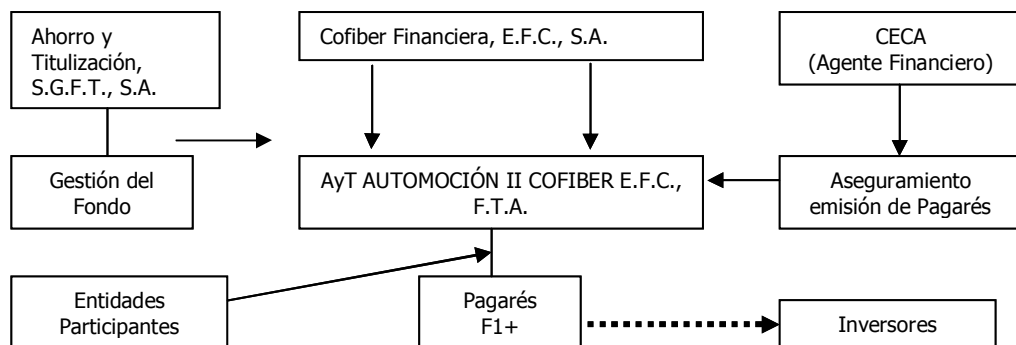 Ahorro y
Titulización,
S.G.F.T., S.A.
Cofiber Financiera, E.F.C., S.A.
CECA
(Agente Financiero)
Gestión del
Fondo
AyT AUTOMOCIÓN II COFIBER E.F.C.,
F.T.A.
Aseguramiento
emisión de Pagarés
Entidades
Participantes
Pagarés
F1+
Inversores